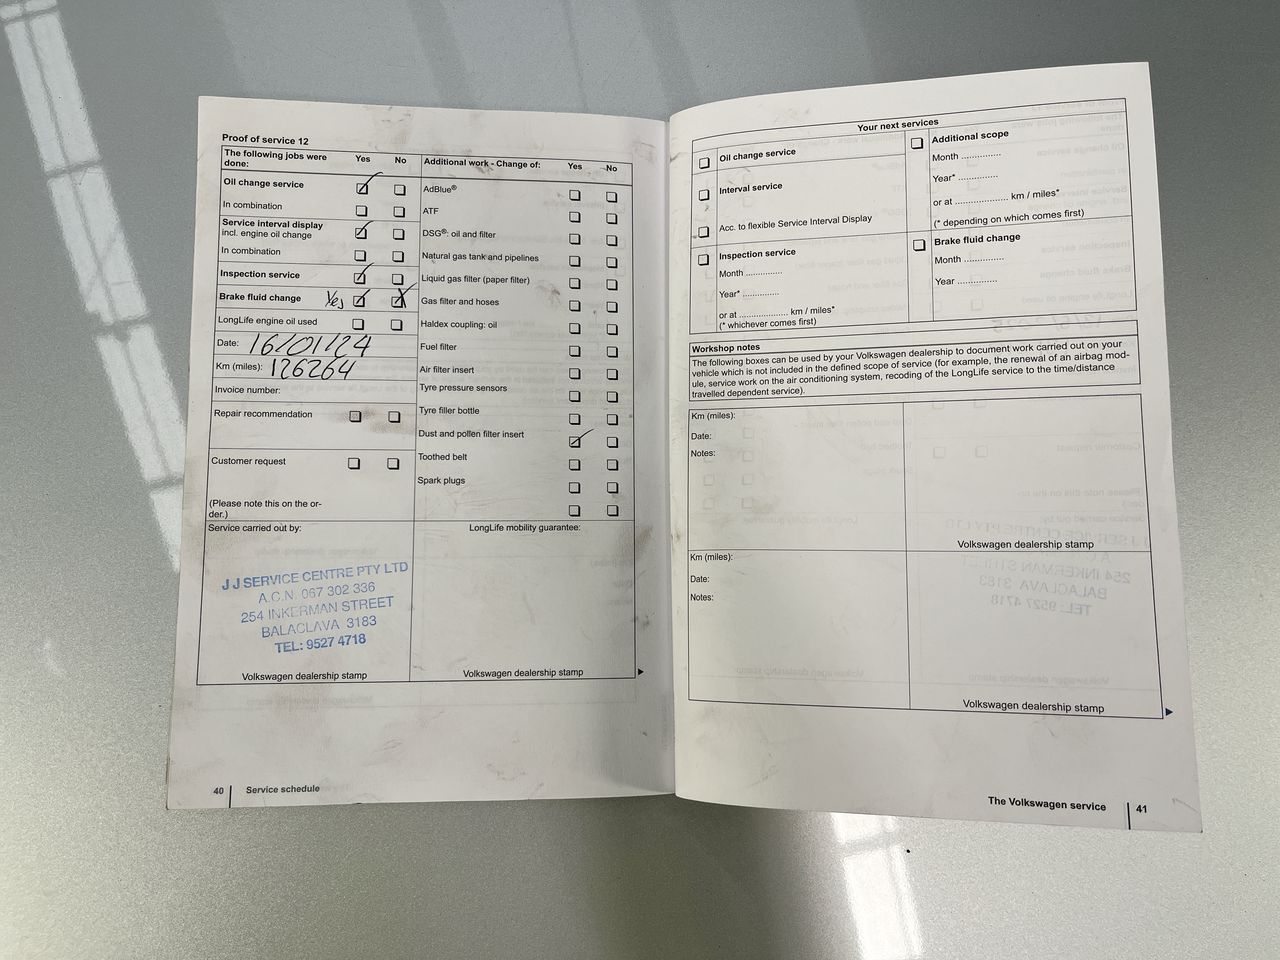 Proof of service 12
The following jobs were done: Yes No
Oil change service
In combination
Service interval display
incl. engine oil change
In combination
Inspection service
Brake fluid change Yes
LongLife engine oil used
Date: 16/01/24
Km (miles): 126264
Invoice number:
Repair recommendation
Customer request
(Please note this on the or-
der.)
Additional work - Change of: Yes No
AdBlue®
ATF
DSG®: oil and filter
Natural gas tank and pipelines
Liquid gas filter (paper filter)
Gas filter and hoses
Haldex coupling: oil
Fuel filter
Air filter insert
Tyre pressure sensors
Tyre filler bottle
Dust and pollen filter insert
Toothed belt
Spark plugs
Service carried out by:
J J SERVICE CENTRE PTY LTD
A.C.N. 067 302 336
254 INKERMAN STREET
BALACLAVA 3183
TEL: 9527 4718
Volkswagen dealership stamp
LongLife mobility guarantee:
Volkswagen dealership stamp
40 Service schedule
Your next services
Oil change service
Interval service
Acc. to flexible Service Interval Display
Inspection service
Month ..............
Year* ..............
or at .................... km / miles*
(* whichever comes first)
Additional scope
Month ...............
Year* ...............
or at ..................... km / miles*
(* depending on which comes first)
Brake fluid change
Month ...............
Year ...............
Workshop notes
The following boxes can be used by your Volkswagen dealership to document work carried out on your
vehicle which is not included in the defined scope of service (for example, the renewal of an airbag mod-
ule, service work on the air conditioning system, recoding of the LongLife service to the time/distance
travelled dependent service).
Km (miles):
Date:
Notes:
Volkswagen dealership stamp
Km (miles):
Date:
Notes:
Volkswagen dealership stamp
The Volkswagen service 41